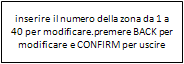 inserire il numero della zona da 1 a
40 per modificare.premere BACK per
modificare e CONFIRM per uscire